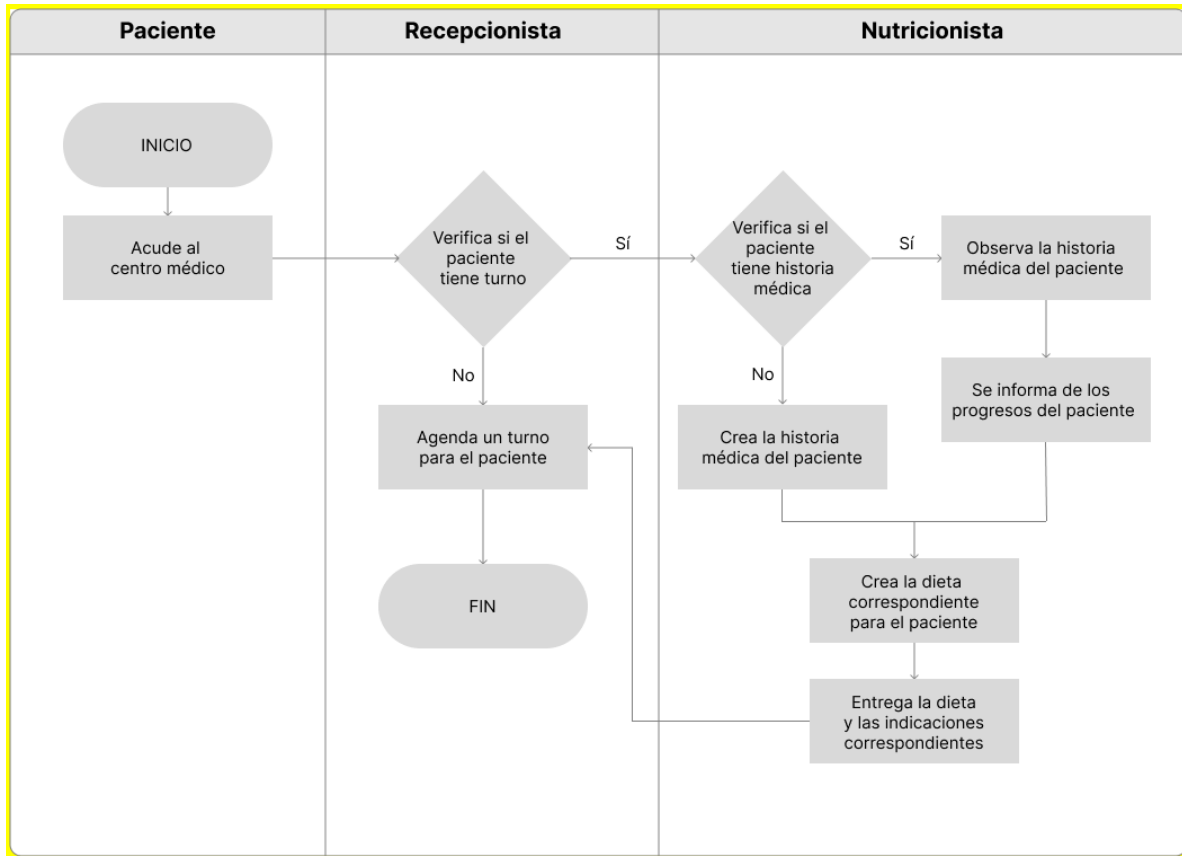 Paciente
Recepcionista
Nutricionista
INICIO
Acude al
centro médico
Verifica si el
paciente
tiene turno
Sí
No
Agenda un turno
para el paciente
FIN
Verifica si el
paciente
tiene historia
médica
Sí
No
Observa la historia
médica del paciente
Se informa de los
progresos del paciente
Crea la historia
médica del paciente
Crea la dieta
correspondiente
para el paciente
Entrega la dieta
y las indicaciones
correspondientes